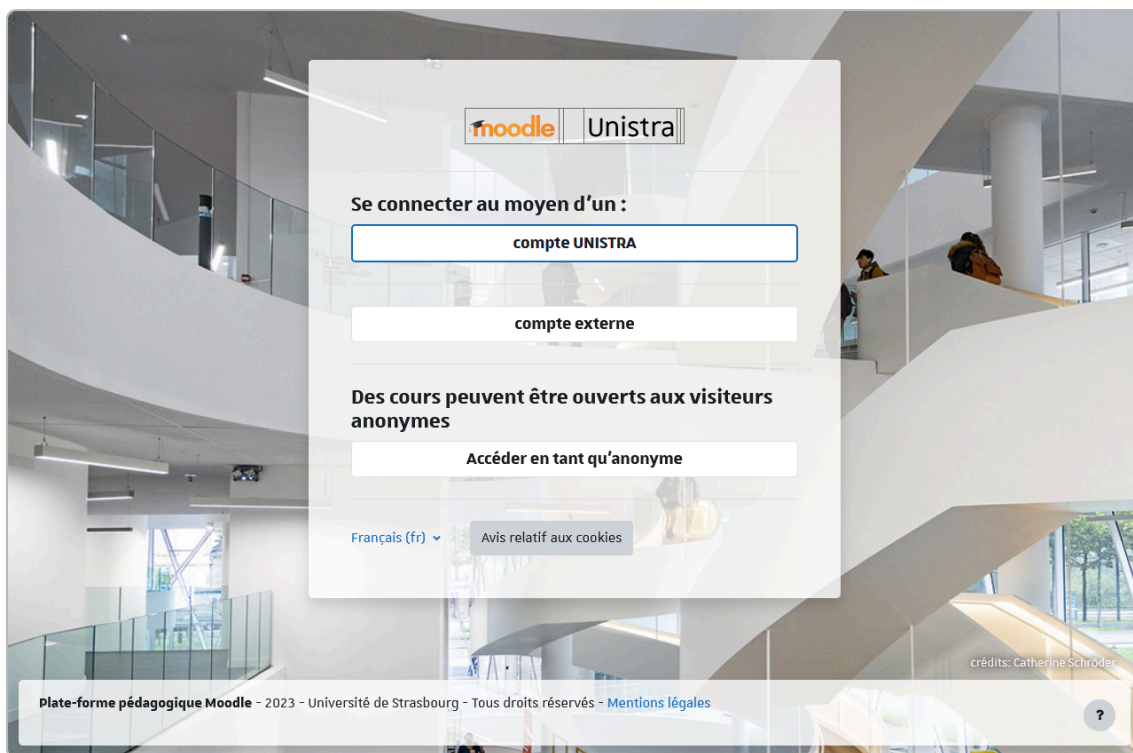 moodle Unistra
Se connecter au moyen d'un :
compte UNISTRA
compte externe
Des cours peuvent être ouverts aux visiteurs
anonymes
Accéder en tant qu'anonyme
Français (fr) Avis relatif aux cookies
crédits: Catherine Schröder
Plate-forme pédagogique Moodle - 2023 - Université de Strasbourg - Tous droits réservés - Mentions légales
?